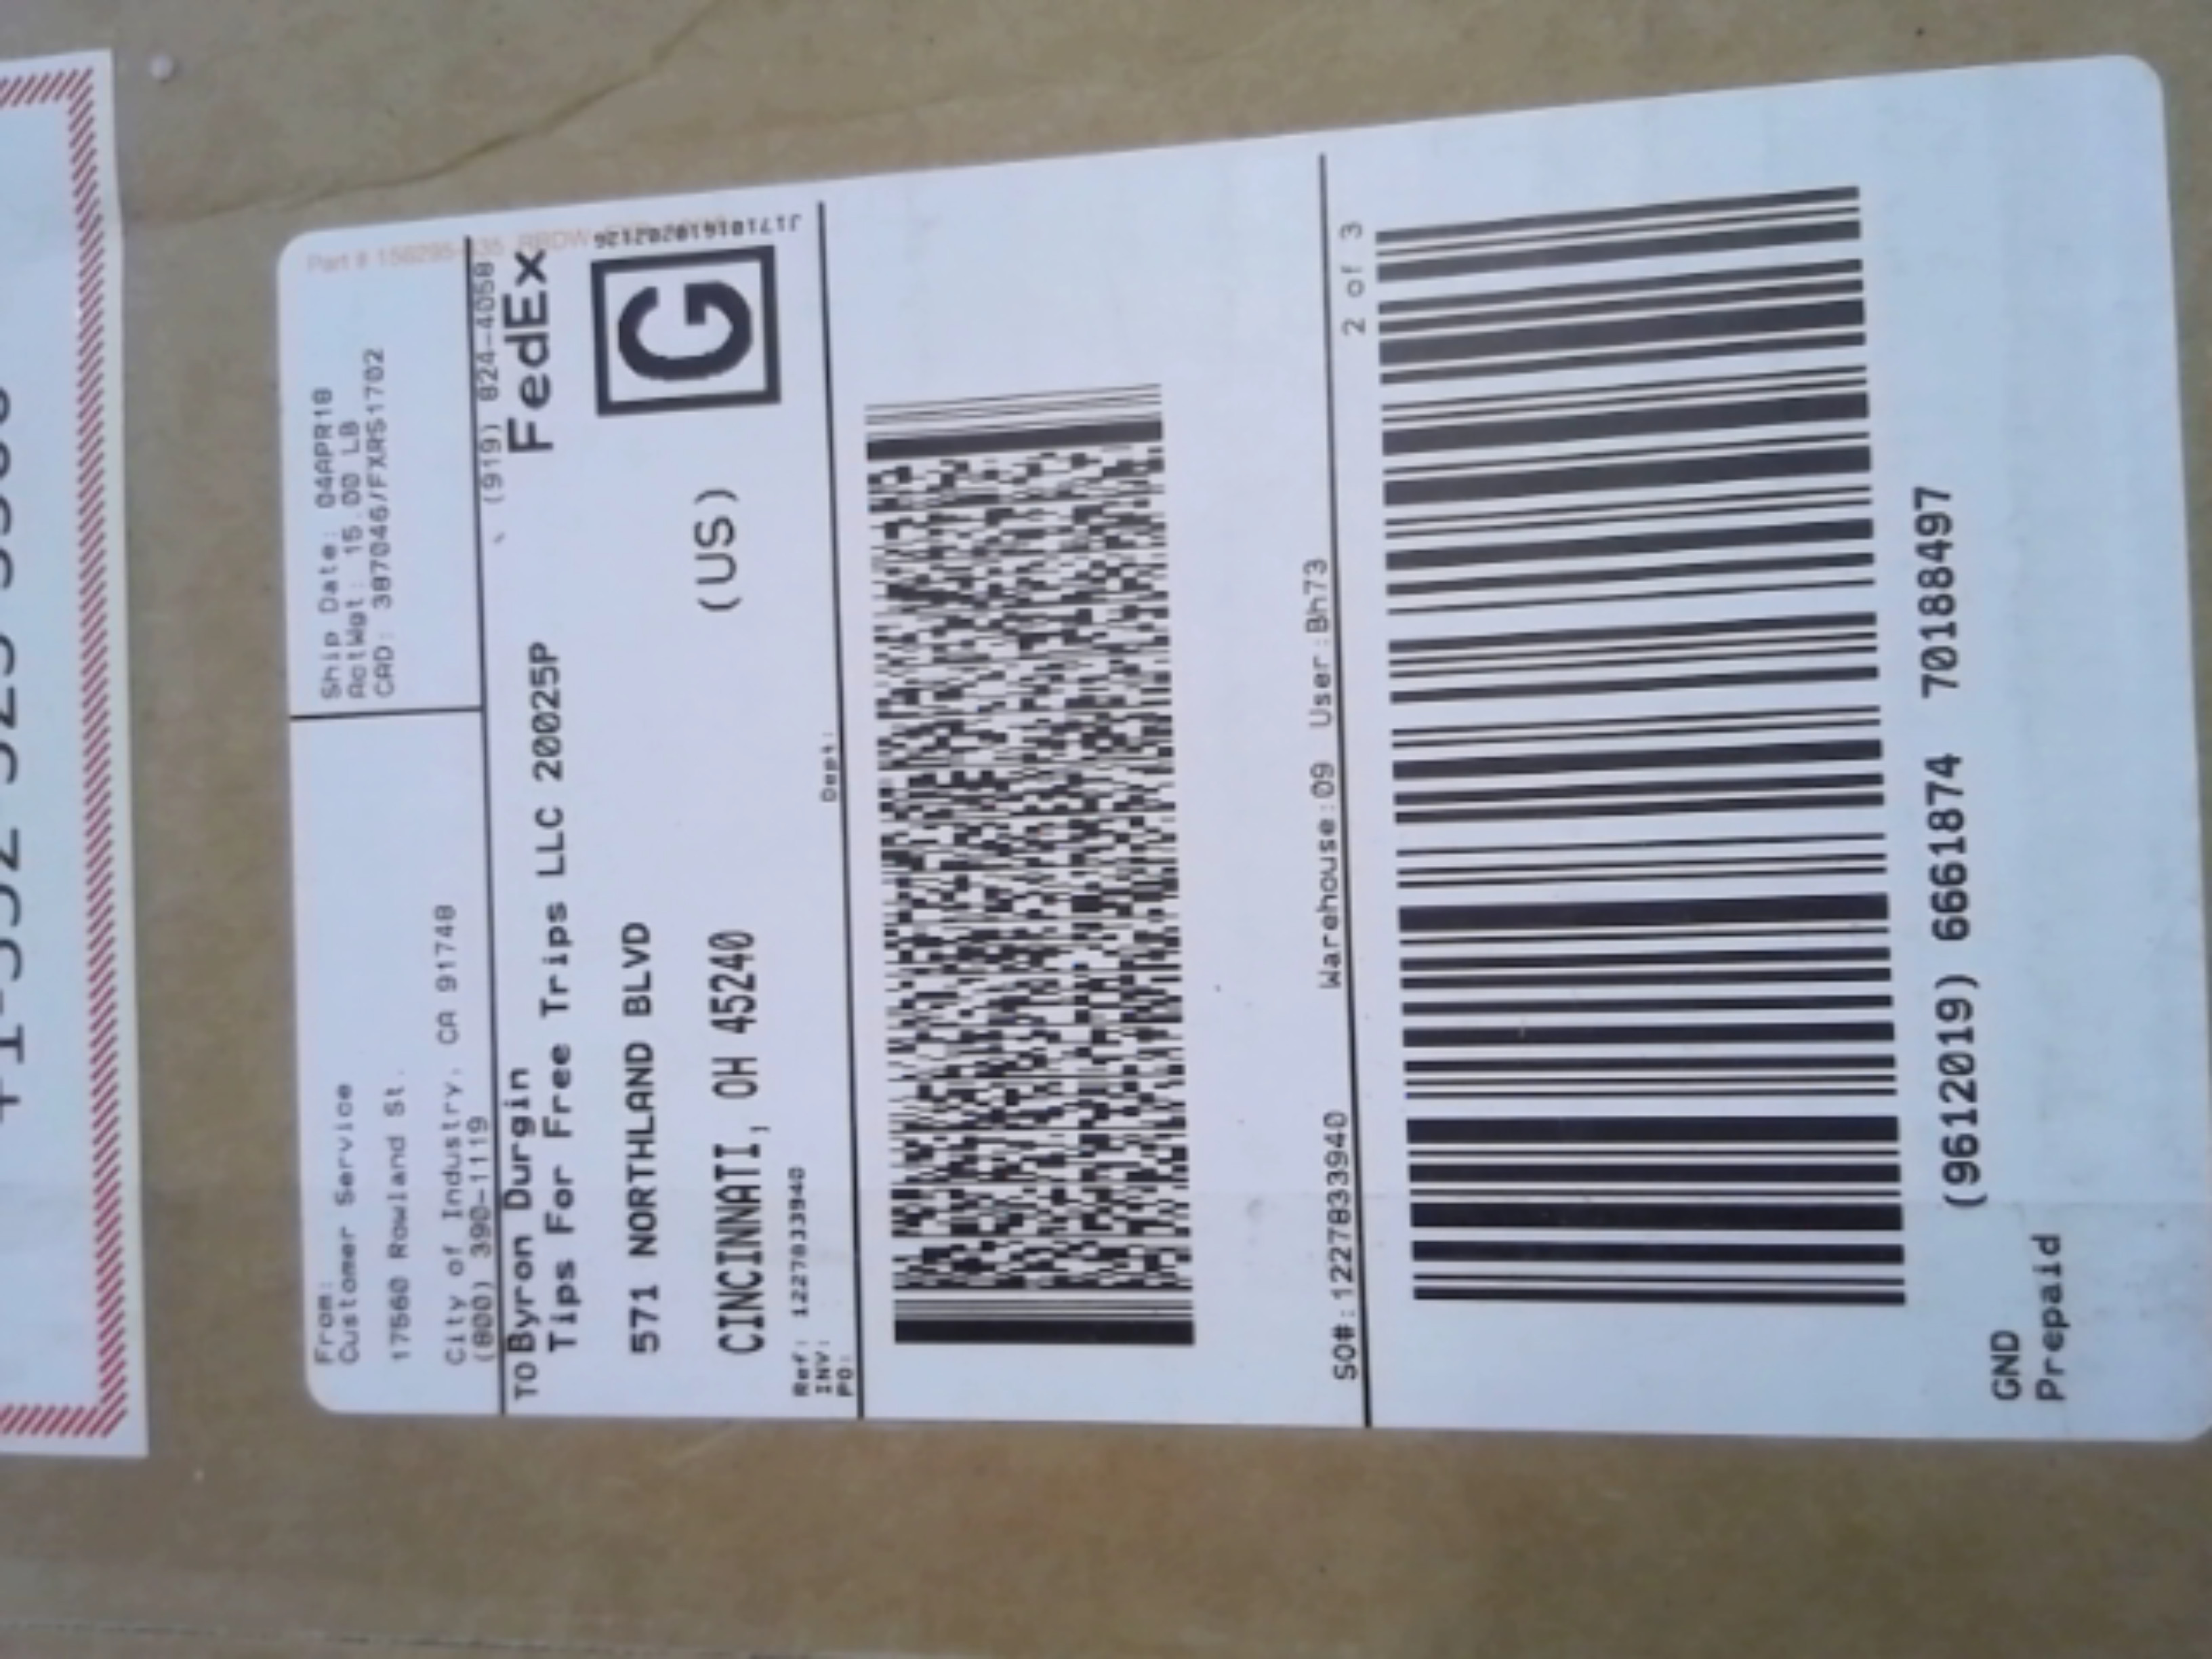 From:
Customer Service
17560 Rowland St.
City of Industry, CA 91748
(800) 390-1119
Ship Date: 04APR18
ActWgt: 15.00 LB
CAD: 387046/FXRS1702
TO Byron Durgin
(919) 824-4058
Tips For Free Trips LLC 20025P
FedEx
571 NORTHLAND BLVD
G
CINCINNATI, OH 45240
(US)
Ref: 1227833940
INV:
PO:
Dept:
SO#:1227833940 Warehouse:09 User:Bh73
2 of 3
(9612019) 6661874 70188497
GND
Prepaid